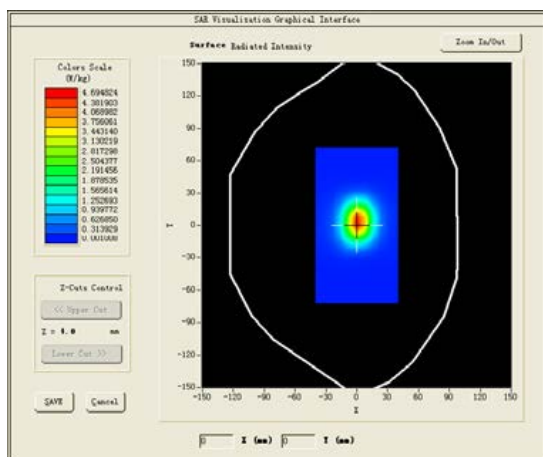 SAR Visualization Graphical Interface
Surface Radiated Intensity
Zoom In/Out
Colors Scale
(W/kg)
4.694824
4.381903
4.068982
3.756061
3.443140
3.130219
2.817298
2.504377
2.191456
1.878535
1.565614
1.252693
0.939772
0.626850
0.313929
0.001008
Z-Cuts Control
<< Upper Cut
Z = 4.0 mm
Lower Cut >>
SAVE
Cancel
150
120
90
60
30
0
-30
-60
-90
-120
-150
Y
-150 -120 -90 -60 -30 0 30 60 90 120 150
X
0 X (mm) 0 Y (mm)